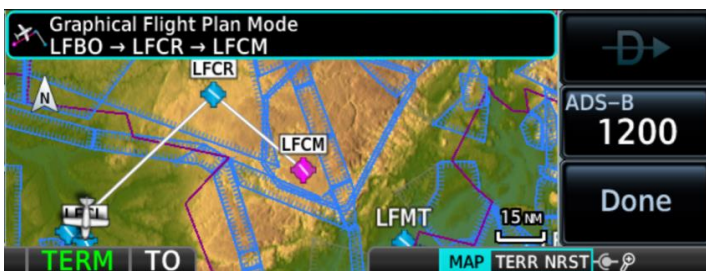 Graphical Flight Plan Mode
LFBO → LFCR → LFCM
D
LFCR
N
ADS-B
1200
LFCM
Done
LFMT
15 NM
TERM TO
MAP TERR NRST